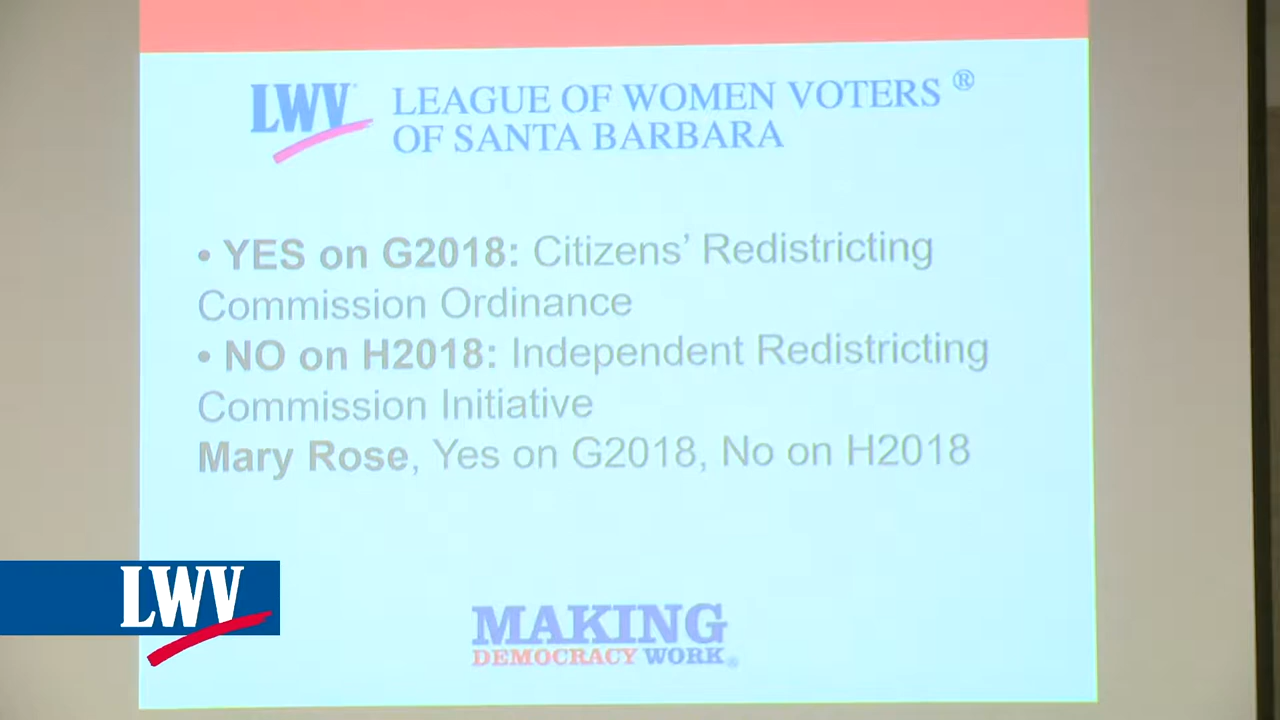 LWV LEAGUE OF WOMEN VOTERS ®
OF SANTA BARBARA
• YES on G2018: Citizens’ Redistricting
Commission Ordinance
• NO on H2018: Independent Redistricting
Commission Initiative
Mary Rose, Yes on G2018, No on H2018
LWV
MAKING
DEMOCRACY WORK®